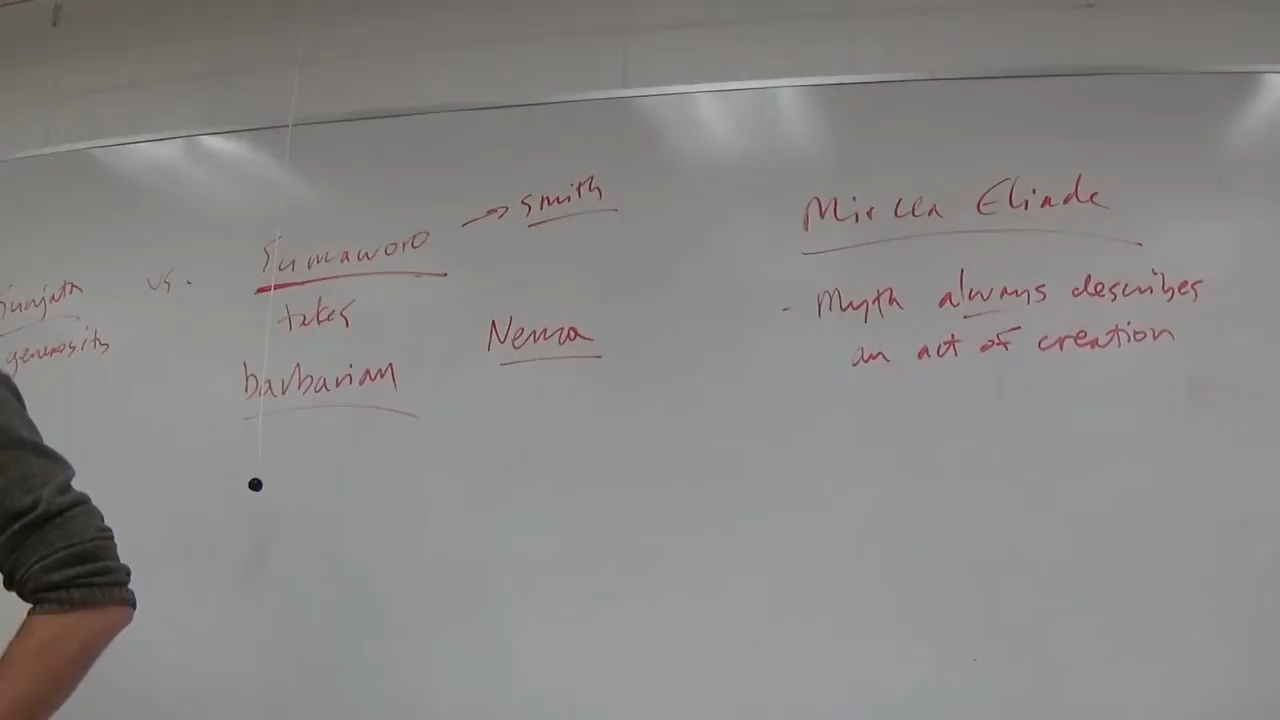 Sunjata vs. Sumaworo → smith
generosity takes
barbarian
Nema
Mircea Eliade
- Myth always describes
an act of creation